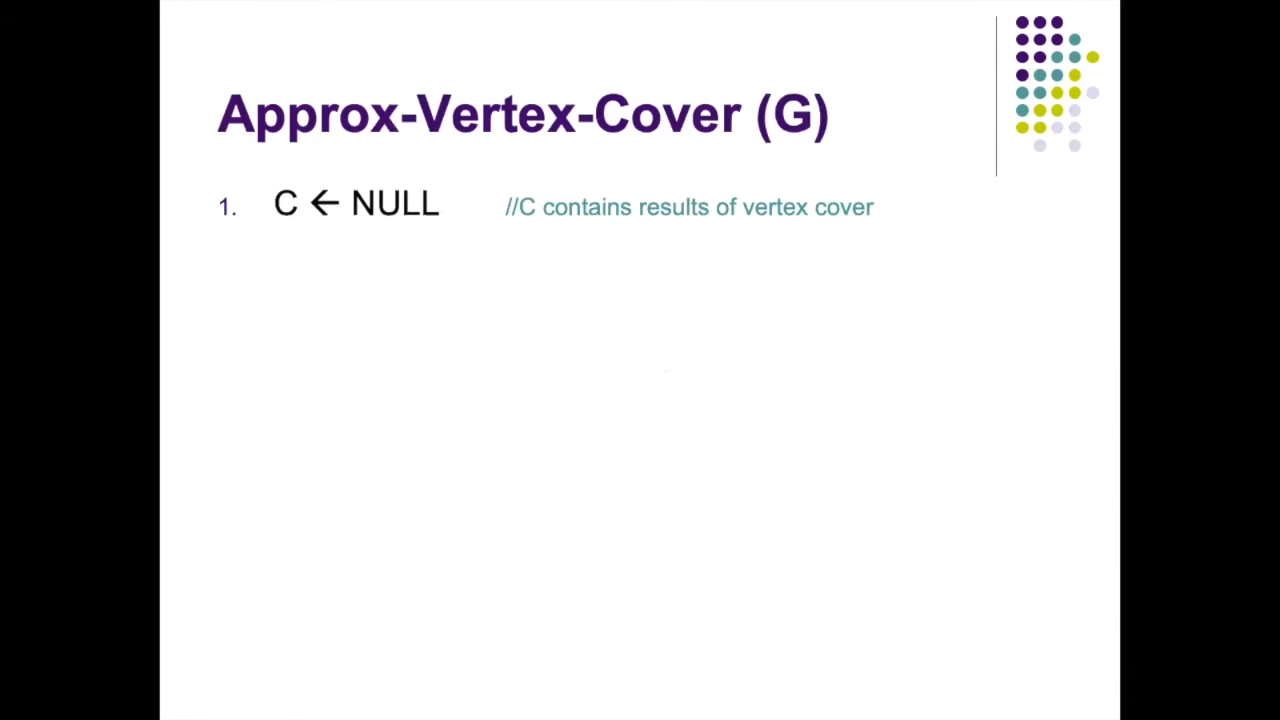 Approx-Vertex-Cover (G)
1. C ← NULL //C contains results of vertex cover